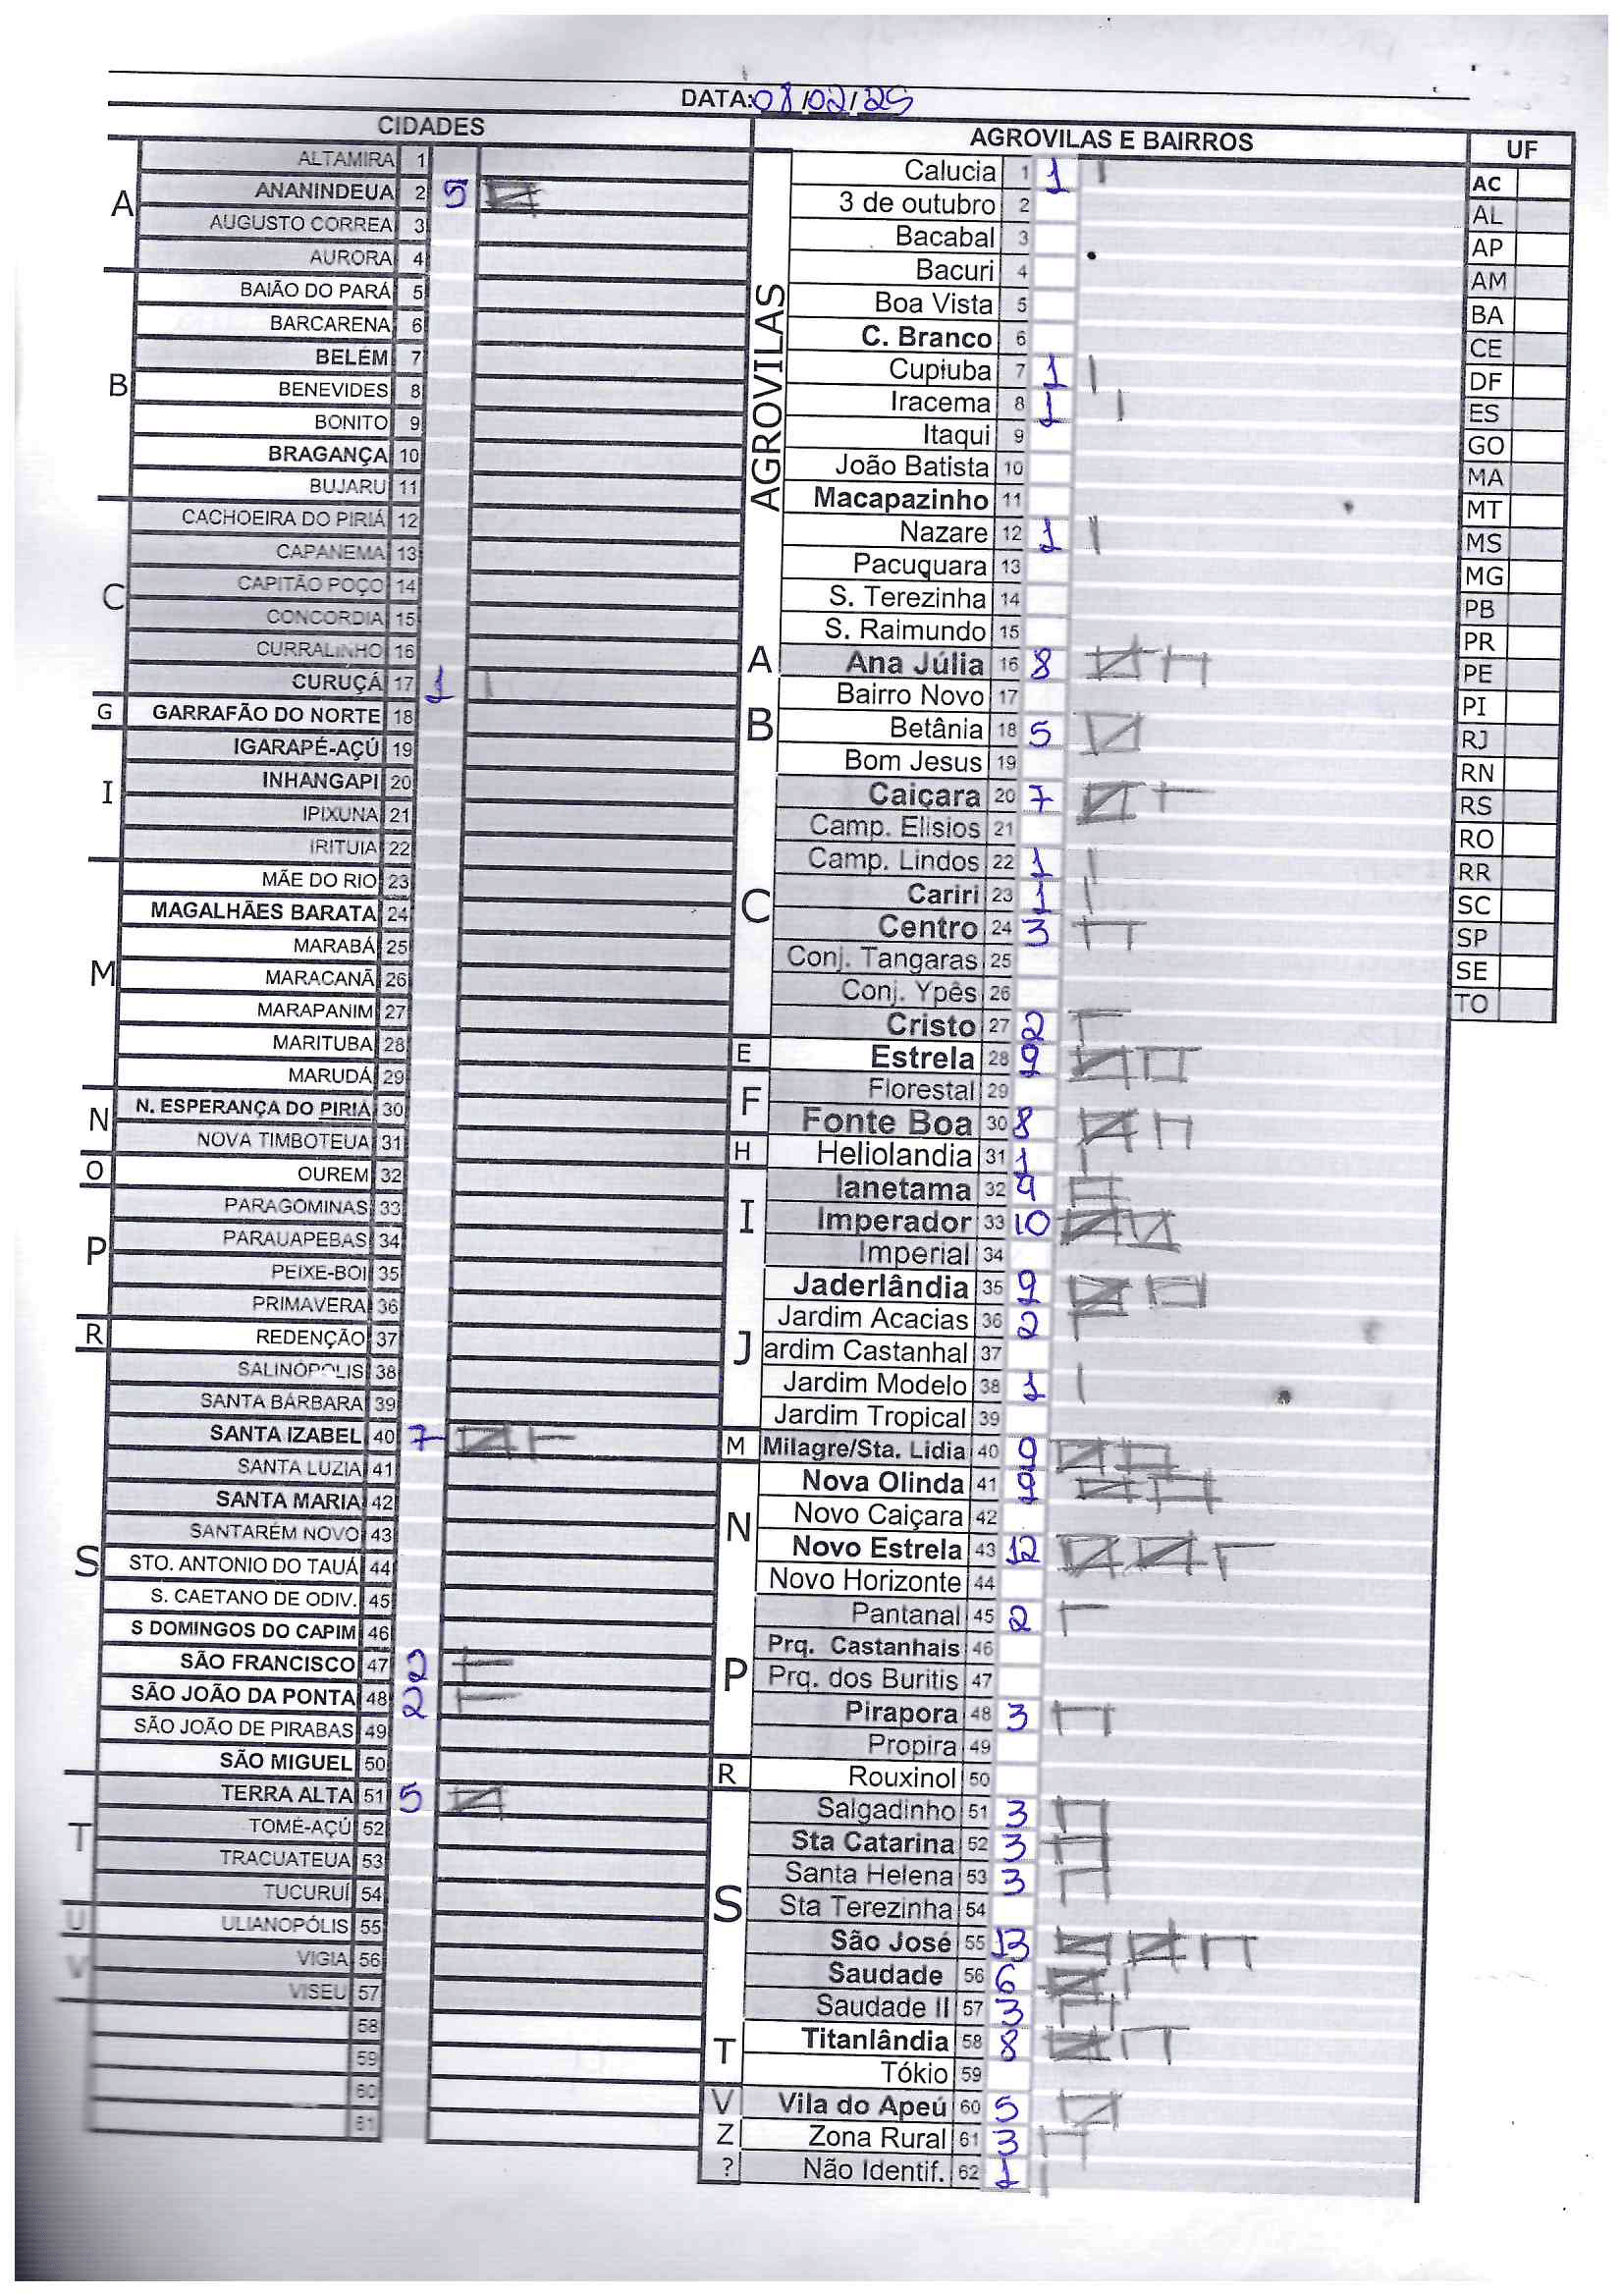 DATA: 08/02/25
CIDADES
A
ALTAMIRA 1
ANANINDEUA 2 5
AUGUSTO CORREA 3
AURORA 4
B
BAIÃO DO PARÁ 5
BARCARENA 6
BELÉM 7
BENEVIDES 8
BONITO 9
BRAGANÇA 10
BUJARU 11
C
CACHOEIRA DO PIRIÁ 12
CAPANEMA 13
CAPITÃO POÇO 14
CONCORDIA 15
CURRALINHO 16
CURUÇÁ 17 1
G
GARRAFÃO DO NORTE 18
I
IGARAPÉ-AÇÚ 19
INHANGAPI 20
IPIXUNA 21
IRITUIA 22
M
MÃE DO RIO 23
MAGALHÃES BARATA 24
MARABÁ 25
MARACANÃ 26
MARAPANIM 27
MARITUBA 28
MARUDÁ 29
N
N. ESPERANÇA DO PIRIÁ 30
NOVA TIMBOTEUA 31
O
OUREM 32
P
PARAGOMINAS 33
PARAUAPEBAS 34
PEIXE-BOI 35
PRIMAVERA 36
R
REDENÇÃO 37
S
SALINÓPOLIS 38
SANTA BÁRBARA 39
SANTA IZABEL 40 7
SANTA LUZIA 41
SANTA MARIA 42
SANTARÉM NOVO 43
STO. ANTONIO DO TAUÁ 44
S. CAETANO DE ODIV. 45
S DOMINGOS DO CAPIM 46
SÃO FRANCISCO 47 2
SÃO JOÃO DA PONTA 48 2
SÃO JOÃO DE PIRABAS 49
SÃO MIGUEL 50
T
TERRA ALTA 51 5
TOMÉ-AÇÚ 52
TRACUATEUA 53
TUCURUÍ 54
U
ULIANOPÓLIS 55
V
VIGIA 56
VISEU 57
58
59
60
61
AGROVILAS E BAIRROS
AGROVILAS
Calucia 1 1
3 de outubro 2
Bacabal 3
Bacuri 4
Boa Vista 5
C. Branco 6
Cupiuba 7 1
Iracema 8 1
Itaqui 9
João Batista 10
Macapazinho 11
Nazare 12 1
Pacuquara 13
S. Terezinha 14
S. Raimundo 15
A
Ana Júlia 16 8
B
Bairro Novo 17
Betânia 18 5
Bom Jesus 19
C
Caiçara 20 7
Camp. Elisios 21
Camp. Lindos 22 1
Cariri 23 1
Centro 24 3
Conj. Tangaras 25
Conj. Ypês 26
Cristo 27 2
E
Estrela 28 9
F
Florestal 29
Fonte Boa 30 8
H
Heliolandia 31 1
I
Ianetama 32 4
Imperador 33 10
Imperial 34
J
Jaderlândia 35 9
Jardim Acacias 36 2
ardim Castanhal 37
Jardim Modelo 38 1
Jardim Tropical 39
M
Milagre/Sta. Lidia 40 9
N
Nova Olinda 41 9
Novo Caiçara 42
Novo Estrela 43 12
Novo Horizonte 44
P
Pantanal 45 2
Prq. Castanhais 46
Prq. dos Buritis 47
Pirapora 48 3
Propira 49
R
Rouxinol 50
S
Salgadinho 51 3
Sta Catarina 52 3
Santa Helena 53 3
Sta Terezinha 54
São José 55 13
Saudade 56 6
Saudade II 57 3
T
Titanlândia 58 8
Tókio 59
V
Vila do Apeú 60 5
Z
Zona Rural 61 3
?
Não Identif. 62 1
UF
AC
AL
AP
AM
BA
CE
DF
ES
GO
MA
MT
MS
MG
PB
PR
PE
PI
RJ
RN
RS
RO
RR
SC
SP
SE
TO